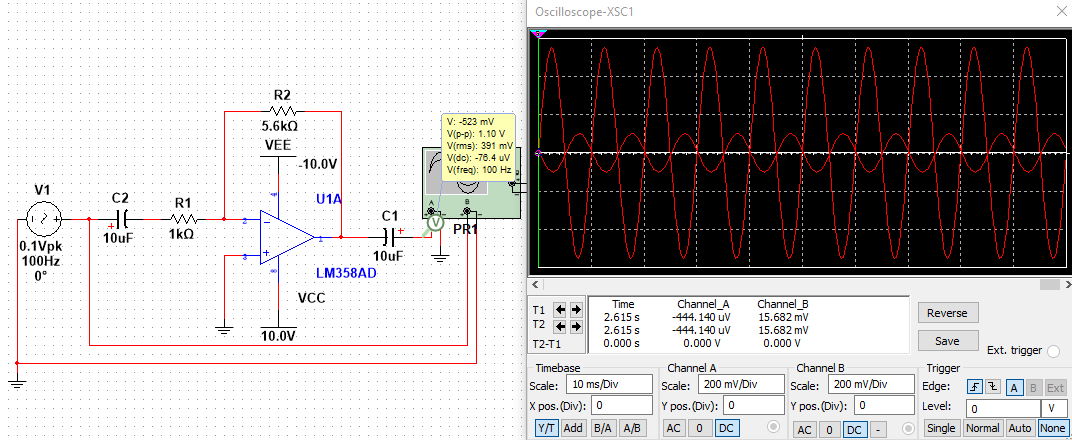 Oscilloscope-XSC1
R2
5.6kΩ
VEE
-10.0V
V: -523 mV
V(p-p): 1.10 V
V(rms): 391 mV
V(dc): -76.4 uV
V(freq): 100 Hz
V1
0.1Vpk
100Hz
0°
C2
10uF
R1
1kΩ
U1A
LM358AD
2
3
4
8
1
VCC
10.0V
C1
10uF
A
B
V
PR1
T1
T2
T2-T1
Time Channel_A Channel_B
2.615 s -444.140 uV 15.682 mV
2.615 s -444.140 uV 15.682 mV
0.000 s 0.000 V 0.000 V
Reverse
Save
Ext. trigger
Timebase
Scale: 10 ms/Div
X pos.(Div): 0
Y/T Add B/A A/B
Channel A
Scale: 200 mV/Div
Y pos.(Div): 0
AC 0 DC
Channel B
Scale: 200 mV/Div
Y pos.(Div): 0
AC 0 DC -
Trigger
Edge: A B Ext
Level: 0 V
Single Normal Auto None